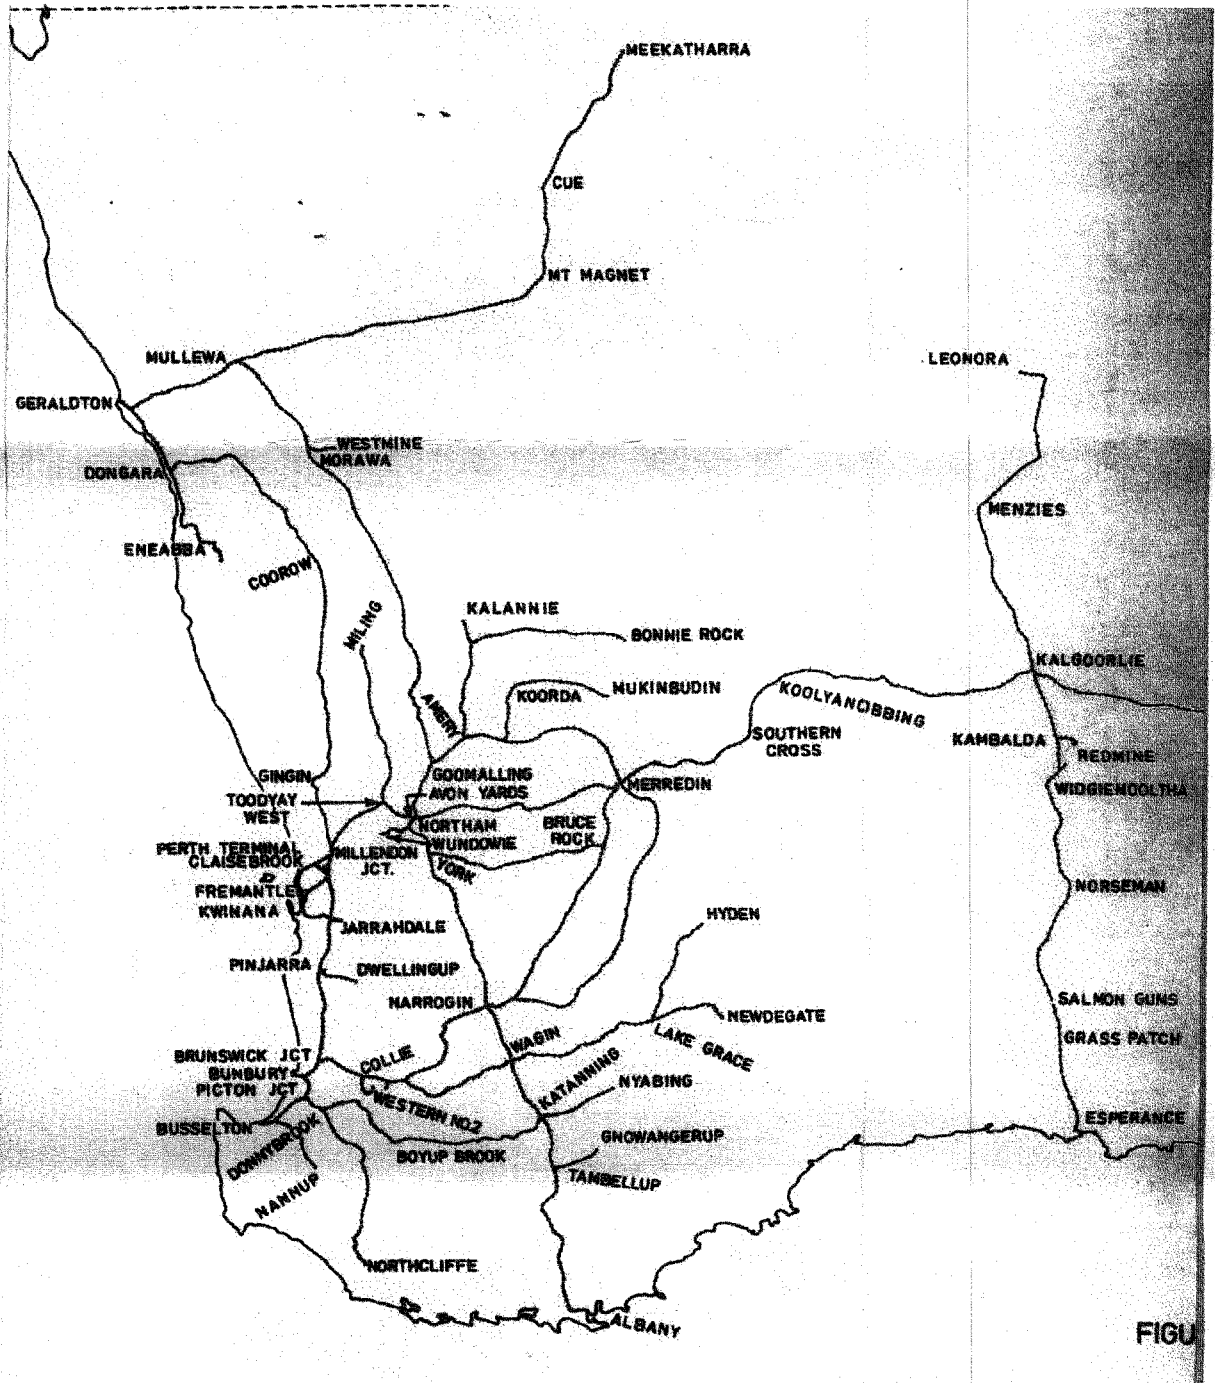 MEEKATHARRA
CUE
MT MAGNET
MULLEWA
LEONORA
GERALDTON
WESTMINE
MORAWA
DONGARA
MENZIES
ENEABBA
COOROW
MILING
KALANNIE
BONNIE ROCK
KALGOORLIE
KOORDA
MUKINBUDIN
KOOLYANOBBING
AMERY
SOUTHERN
CROSS
KAMBALDA
REDMINE
GINGIN
GOOMALLING
AVON YARDS
MERREDIN
WIDGIEMOOLTHA
TOODYAY
WEST
NORTHAM
BRUCE
ROCK
WUNDOWIE
PERTH TERMINAL
CLAISEBROOK
MILLENDON
JCT.
YORK
FREMANTLE
NORSEMAN
KWINANA
HYDEN
JARRAHDALE
PINJARRA
DWELLINGUP
NARROGIN
SALMON GUNS
NEWDEGATE
LAKE GRACE
WAGIN
GRASS PATCH
BRUNSWICK JCT
COLLIE
BUNBURY
PICTON JCT
KATANNING
NYABING
WESTERN NO.2
ESPERANCE
BUSSELTON
DONNYBROOK
GNOWANGERUP
BOYUP BROOK
TAMBELLUP
NANNUP
NORTHCLIFFE
ALBANY
FIGU